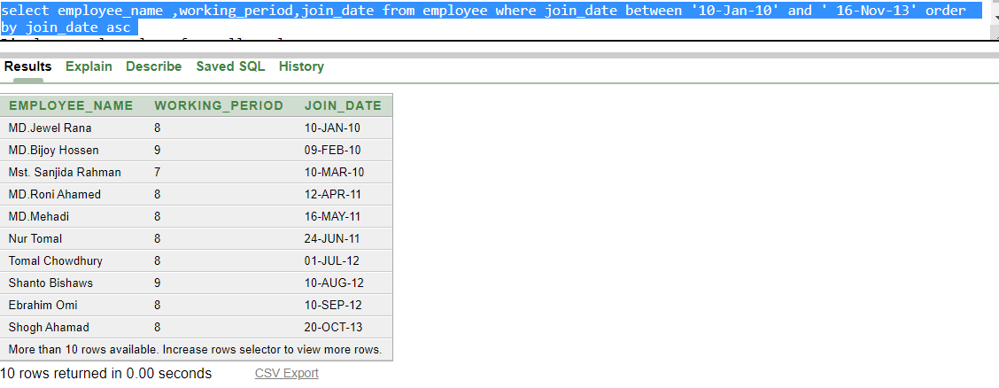 select employee_name ,working_period,join_date from employee where join_date between '10-Jan-10' and ' 16-Nov-13' order
by join_date asc
Results Explain Describe Saved SQL History
EMPLOYEE_NAME WORKING_PERIOD JOIN_DATE
MD.Jewel Rana 8 10-JAN-10
MD.Bijoy Hossen 9 09-FEB-10
Mst. Sanjida Rahman 7 10-MAR-10
MD.Roni Ahamed 8 12-APR-11
MD.Mehadi 8 16-MAY-11
Nur Tomal 8 24-JUN-11
Tomal Chowdhury 8 01-JUL-12
Shanto Bishaws 9 10-AUG-12
Ebrahim Omi 8 10-SEP-12
Shogh Ahamad 8 20-OCT-13
More than 10 rows available. Increase rows selector to view more rows.
10 rows returned in 0.00 seconds CSV Export